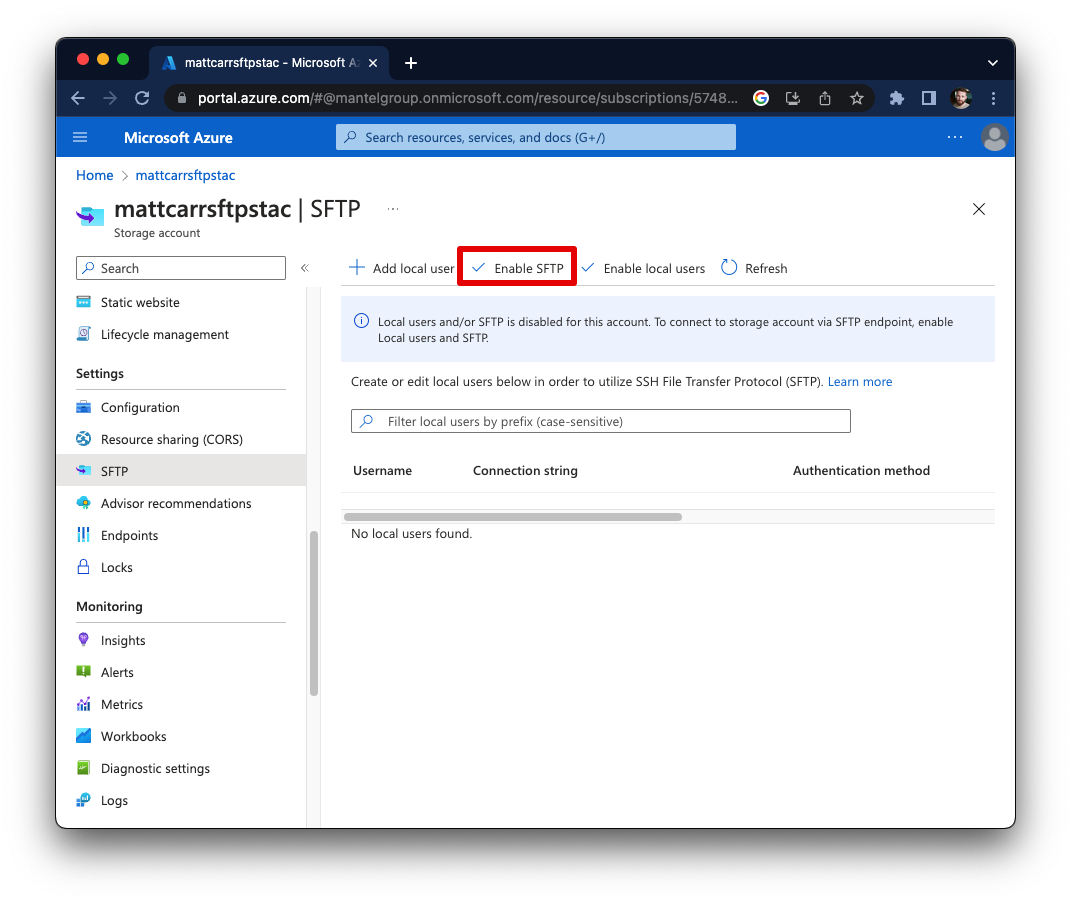 mattcarrsftpstac - Microsoft Az
portal.azure.com/#@mantelgroup.onmicrosoft.com/resource/subscriptions/5748...
Microsoft Azure
Search resources, services, and docs (G+/)
Home > mattcarrsftpstac
mattcarrsftpstac | SFTP
Storage account
Search
Static website
Lifecycle management
Settings
Configuration
Resource sharing (CORS)
SFTP
Advisor recommendations
Endpoints
Locks
Monitoring
Insights
Alerts
Metrics
Workbooks
Diagnostic settings
Logs
Add local user Enable SFTP Enable local users Refresh
Local users and/or SFTP is disabled for this account. To connect to storage account via SFTP endpoint, enable
Local users and SFTP.
Create or edit local users below in order to utilize SSH File Transfer Protocol (SFTP). Learn more
Filter local users by prefix (case-sensitive)
Username Connection string Authentication method
No local users found.